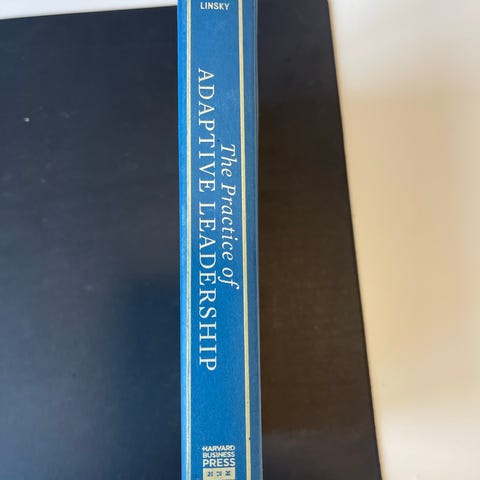 LINSKY
The Practice of
ADAPTIVE LEADERSHIP
HARVARD
BUSINESS
PRESS